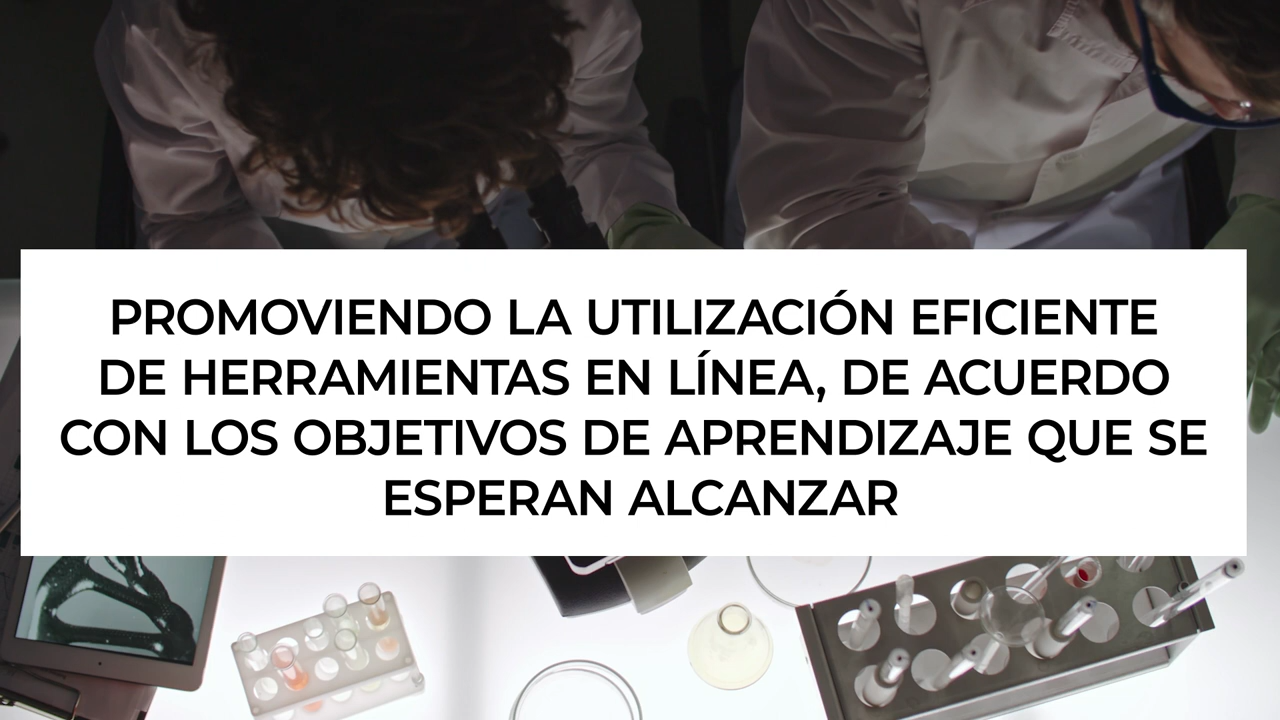 PROMOVIENDO LA UTILIZACIÓN EFICIENTE
DE HERRAMIENTAS EN LÍNEA, DE ACUERDO
CON LOS OBJETIVOS DE APRENDIZAJE QUE SE
ESPERAN ALCANZAR